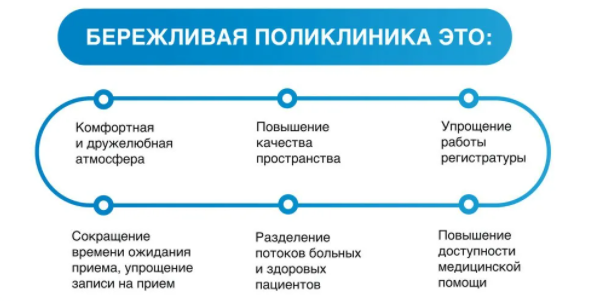 БЕРЕЖЛИВАЯ ПОЛИКЛИНИКА ЭТО:
Комфортная
и дружелюбная
атмосфера
Повышение
качества
пространства
Упрощение
работы
регистратуры
Сокращение
времени ожидания
приема, упрощение
записи на прием
Разделение
потоков больных
и здоровых
пациентов
Повышение
доступности
медицинской
помощи